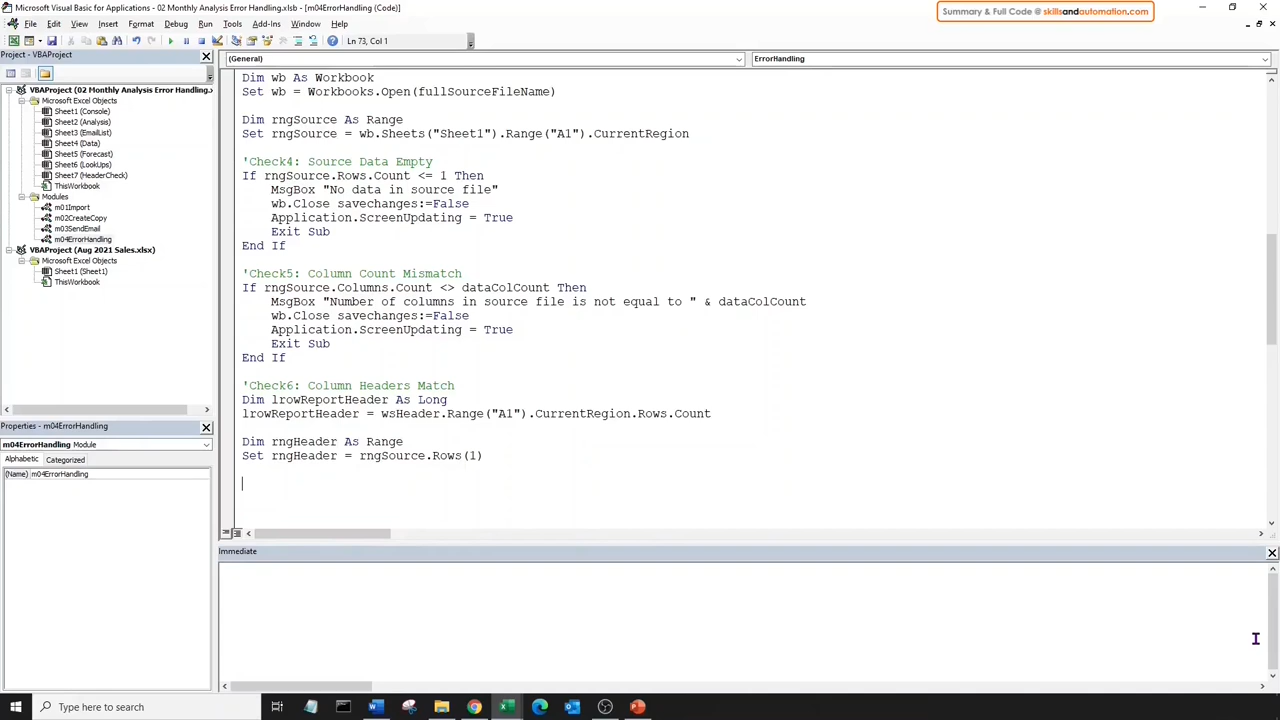 Microsoft Visual Basic for Applications - 02 Monthly Analysis Error Handling.xlsb - [m04ErrorHandling (Code)]
Summary & Full Code @ skillsandautomation.com
File Edit View Insert Format Debug Run Tools Add-Ins Window Help
Ln 73, Col 1
Project - VBAProject
(General)
ErrorHandling
VBAProject (02 Monthly Analysis Error Handling.x
Microsoft Excel Objects
Sheet1 (Console)
Sheet2 (Analysis)
Sheet3 (EmailList)
Sheet4 (Data)
Sheet5 (Forecast)
Sheet6 (LookUps)
Sheet7 (HeaderCheck)
ThisWorkbook
Modules
m01Import
m02CreateCopy
m03SendEmail
m04ErrorHandling
VBAProject (Aug 2021 Sales.xlsx)
Microsoft Excel Objects
Sheet1 (Sheet1)
ThisWorkbook
Properties - m04ErrorHandling
m04ErrorHandling Module
Alphabetic Categorized
(Name) m04ErrorHandling
Dim wb As Workbook
Set wb = Workbooks.Open(fullSourceFileName)
Dim rngSource As Range
Set rngSource = wb.Sheets("Sheet1").Range("A1").CurrentRegion
'Check4: Source Data Empty
If rngSource.Rows.Count <= 1 Then
MsgBox "No data in source file"
wb.Close savechanges:=False
Application.ScreenUpdating = True
Exit Sub
End If
'Check5: Column Count Mismatch
If rngSource.Columns.Count <> dataColCount Then
MsgBox "Number of columns in source file is not equal to " & dataColCount
wb.Close savechanges:=False
Application.ScreenUpdating = True
Exit Sub
End If
'Check6: Column Headers Match
Dim lrowReportHeader As Long
lrowReportHeader = wsHeader.Range("A1").CurrentRegion.Rows.Count
Dim rngHeader As Range
Set rngHeader = rngSource.Rows(1)
Immediate
Type here to search